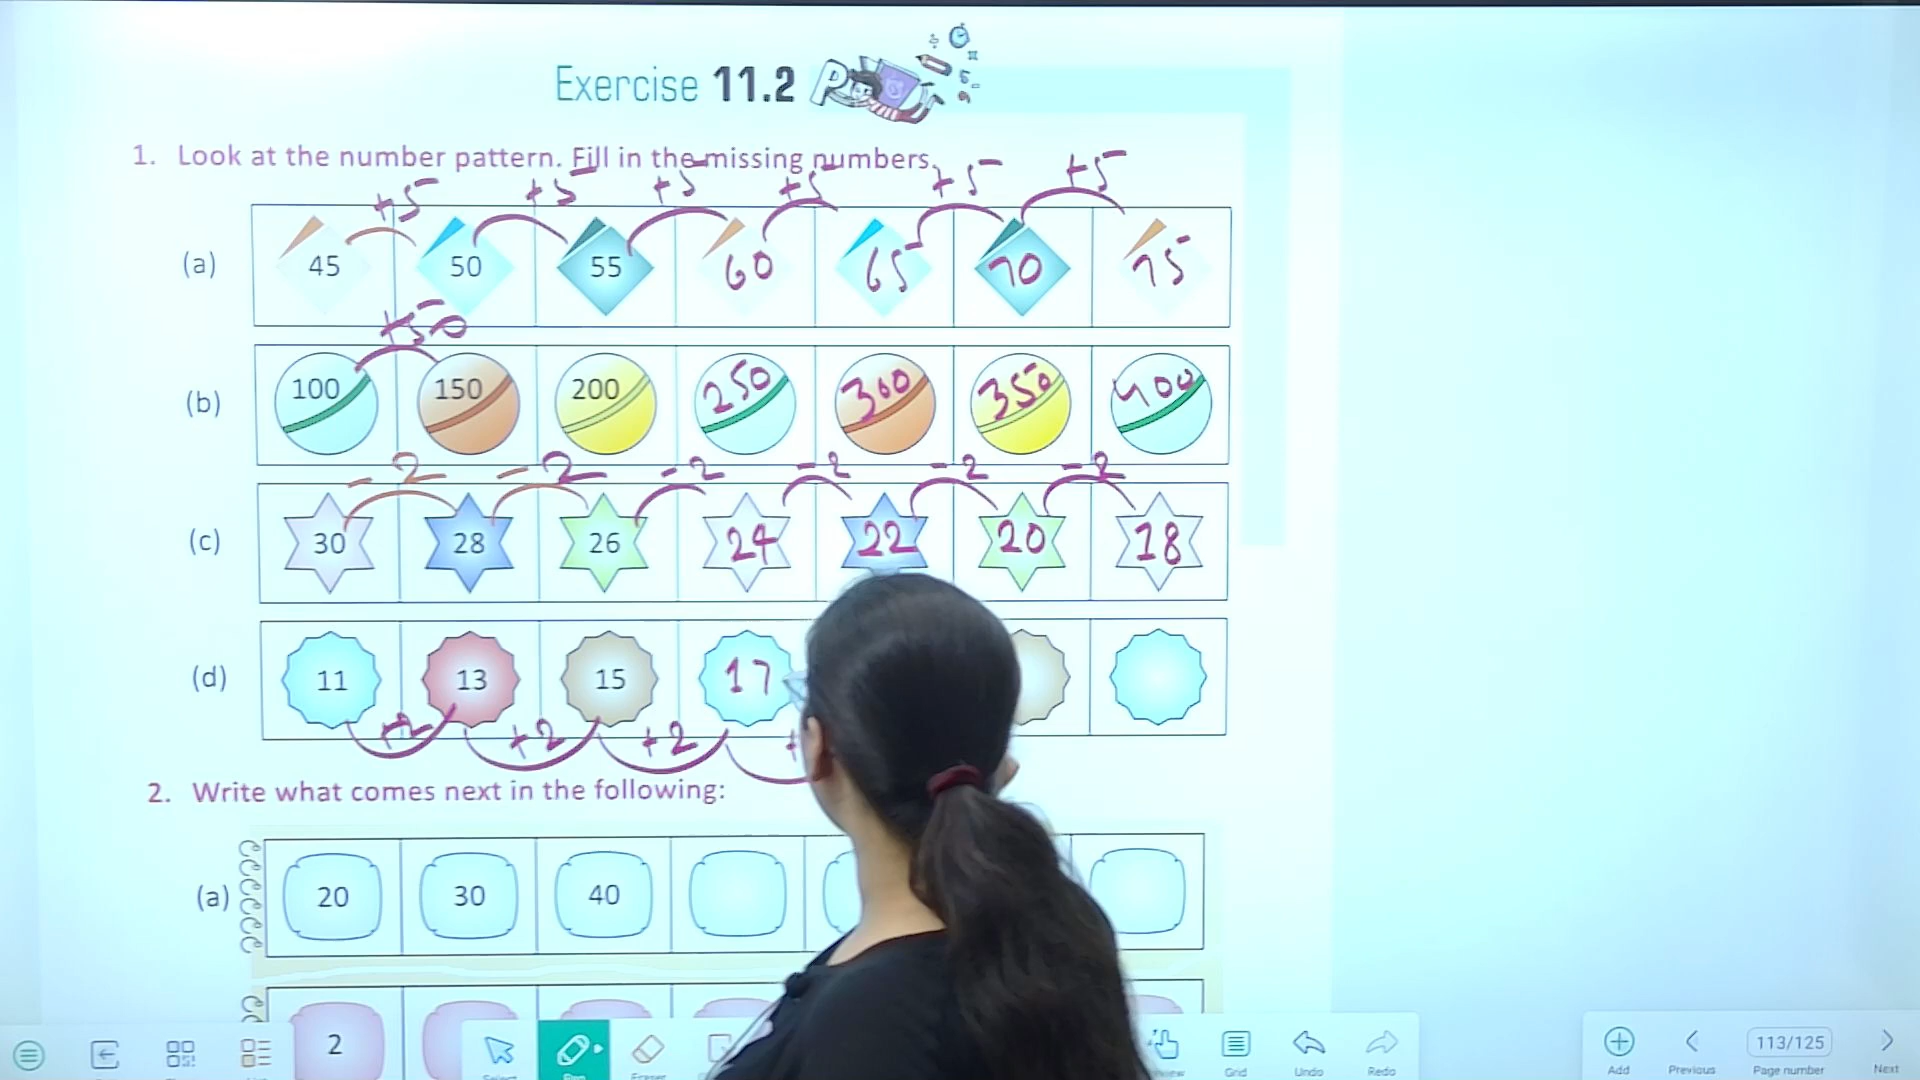 Exercise 11.2
1. Look at the number pattern. Fill in the missing numbers.
+5 +5 +5 +5 +5 +5
(a) 45 50 55 60 65 70 75
+50
(b) 100 150 200 250 300 350 400
-2 -2 -2 -2 -2 -2
(c) 30 28 26 24 22 20 18
(d) 11 13 15 17
+2 +2 +2
2. Write what comes next in the following:
(a) 20 30 40
2
Grid Undo Redo Add Previous 113/125 Page number Next